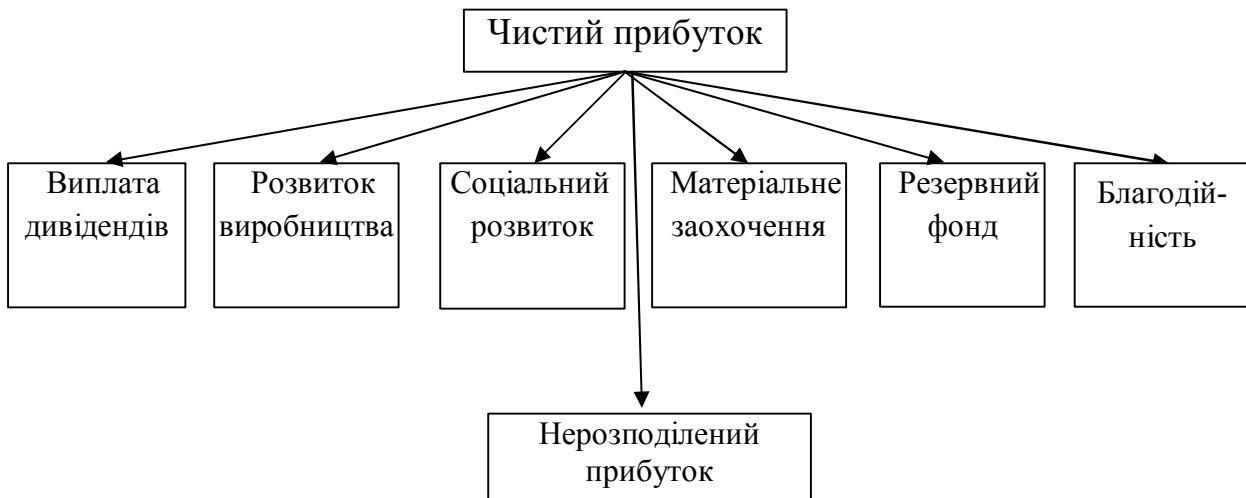 Чистий прибуток
Виплата
дивідендів
Розвиток
виробництва
Соціальний
розвиток
Матеріальне
заохочення
Резервний
фонд
Благодій-
ність
Нерозподілений
прибуток